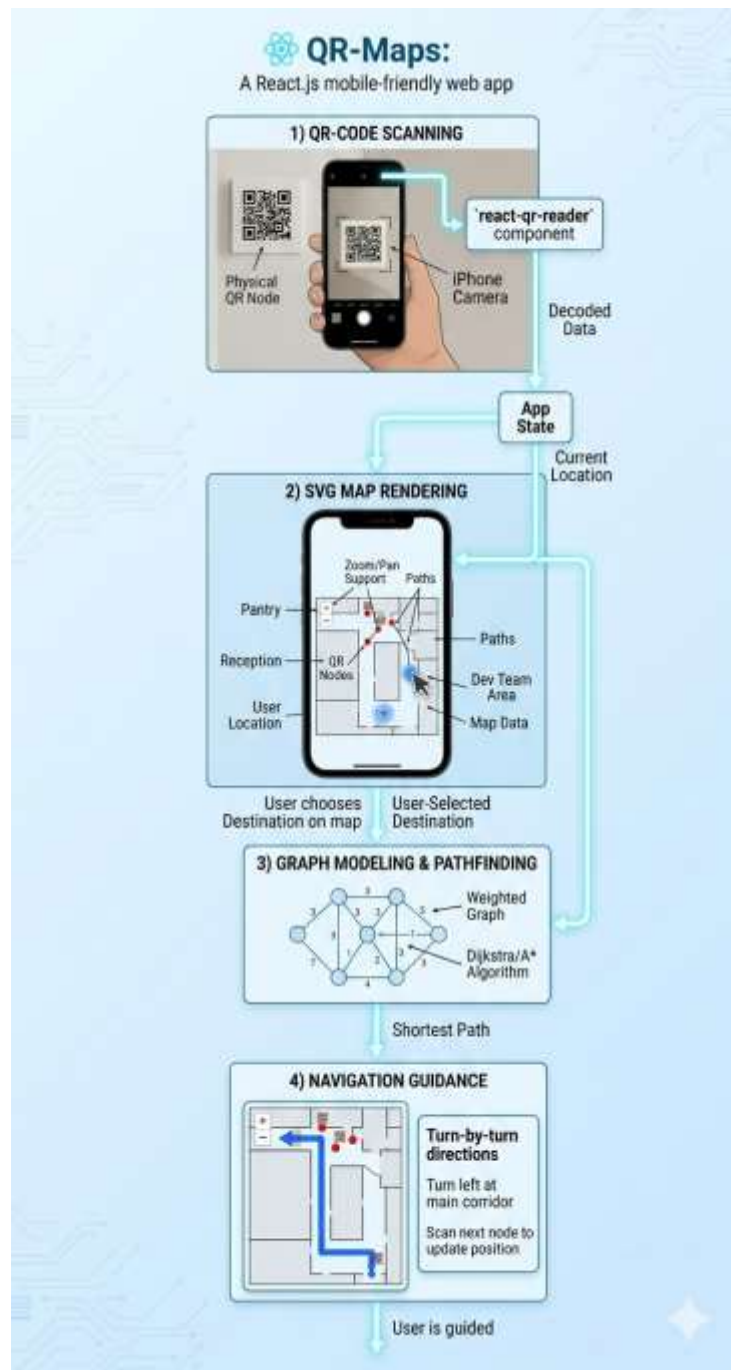 QR-Maps:
A React.js mobile-friendly web app
1) QR-CODE SCANNING
'react-qr-reader'
component
Physical
QR Node
iPhone
Camera
Decoded
Data
App
State
Current
Location
2) SVG MAP RENDERING
Zoom/Pan
Support
Paths
Pantry
Paths
Reception
QR
Nodes
Dev Team
Area
User
Location
Map Data
User chooses
Destination on map
User-Selected
Destination
3) GRAPH MODELING & PATHFINDING
Weighted
Graph
Dijkstra/A*
Algorithm
Shortest Path
4) NAVIGATION GUIDANCE
+
−
Turn-by-turn
directions
Turn left at
main corridor
Scan next node to
update position
User is guided